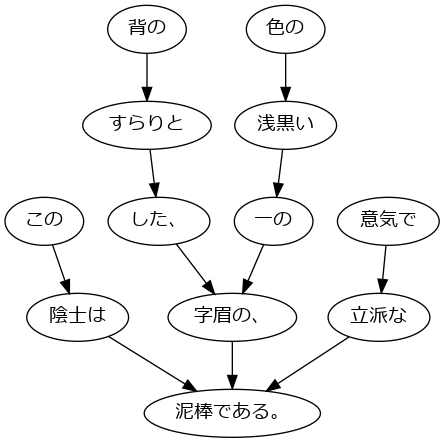 背の
色の
すらりと
浅黒い
この
した、
一の
意気で
陰士は
字眉の、
立派な
泥棒である。